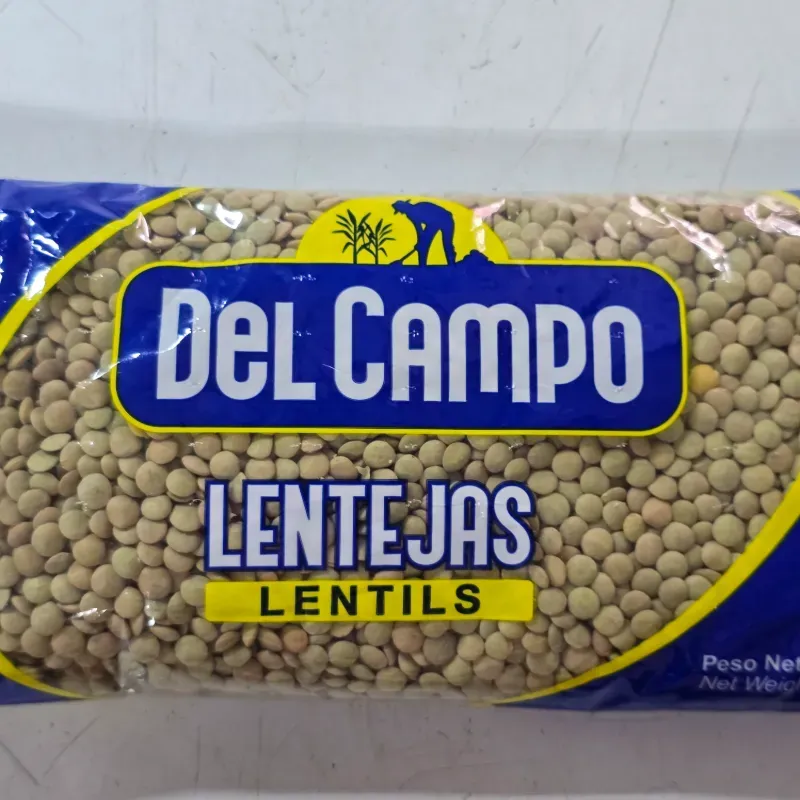 DEL CAMPO
LENTEJAS
LENTILS
Peso Net
Net Weig